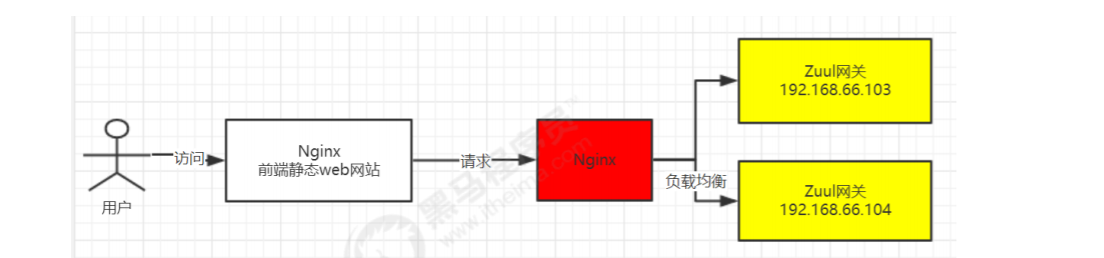 用户
访问
Nginx
前端静态web网站
请求
Nginx
负载均衡
Zuul网关
192.168.66.103
Zuul网关
192.168.66.104
黑马程序员
www.itheima.com